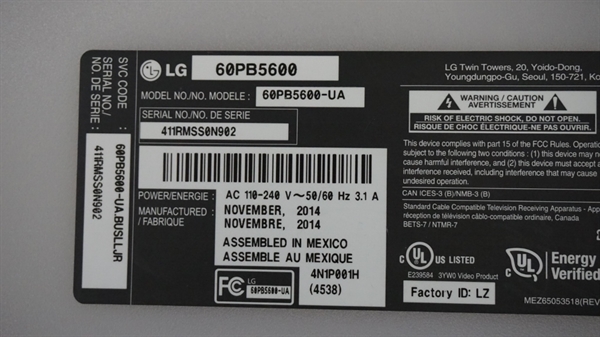 SVC CODE : 60PB5600-UA.BUSLLJR
SERIAL NO./
NO. DE SERIE : 411RMSS0N902
LG 60PB5600
MODEL NO./NO. MODELE : 60PB5600-UA
SERIAL NO./NO. DE SERIE :
411RMSS0N902
POWER/ENERGIE : AC 110-240 V～50/60 Hz 3.1 A
MANUFACTURED : NOVEMBER, 2014
/ FABRIQUE NOVEMBRE, 2014
ASSEMBLED IN MEXICO
ASSEMBLE AU MEXIQUE
FC LG
60PB5600-UA
4N1P001H
(4538)
LG Twin Towers, 20, Yoido-Dong,
Youngdungpo-Gu, Seoul, 150-721, Ko
WARNING / CAUTION
AVERTISSEMENT
RISK OF ELECTRIC SHOCK, DO NOT OPEN.
RISQUE DE CHOC ÉLECTRIQUE-NE PAS OUVRIR.
This device complies with part 15 of the FCC Rules. Operation
subject to the following two conditions : (1) this device may n
cause harmful interference, and (2) this device must accept a
interference received, including interference that may cause
undesired operation.
CAN ICES-3 (B)/NMB-3 (B)
Standard Cable Compatible Television Receiving Apparatus - App
réception de télévision câblo-compatible ordinaire, Canada
BETS-7 / NTMR-7
c UL US LISTED UL
E239584 3YW0 Video Product
Energy
Verified
Factory ID: LZ
MEZ65053518(REV